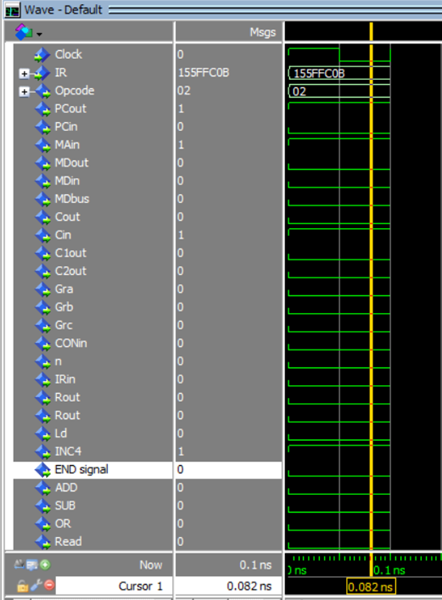 Wave - Default
Msgs
Clock 0
IR 155FFC0B 155FFC0B
Opcode 02 02
PCout 1
PCin 0
MAin 1
MDout 0
MDin 0
MDbus 0
Cout 0
Cin 1
C1out 0
C2out 0
Gra 0
Grb 0
Grc 0
CONin 0
n 0
IRin 0
Rout 0
Rout 0
Ld 0
INC4 1
END signal 0
ADD 0
SUB 0
OR 0
Read 0
Now 0.1 ns ns 0.1 ns
Cursor 1 0.082 ns 0.082 ns